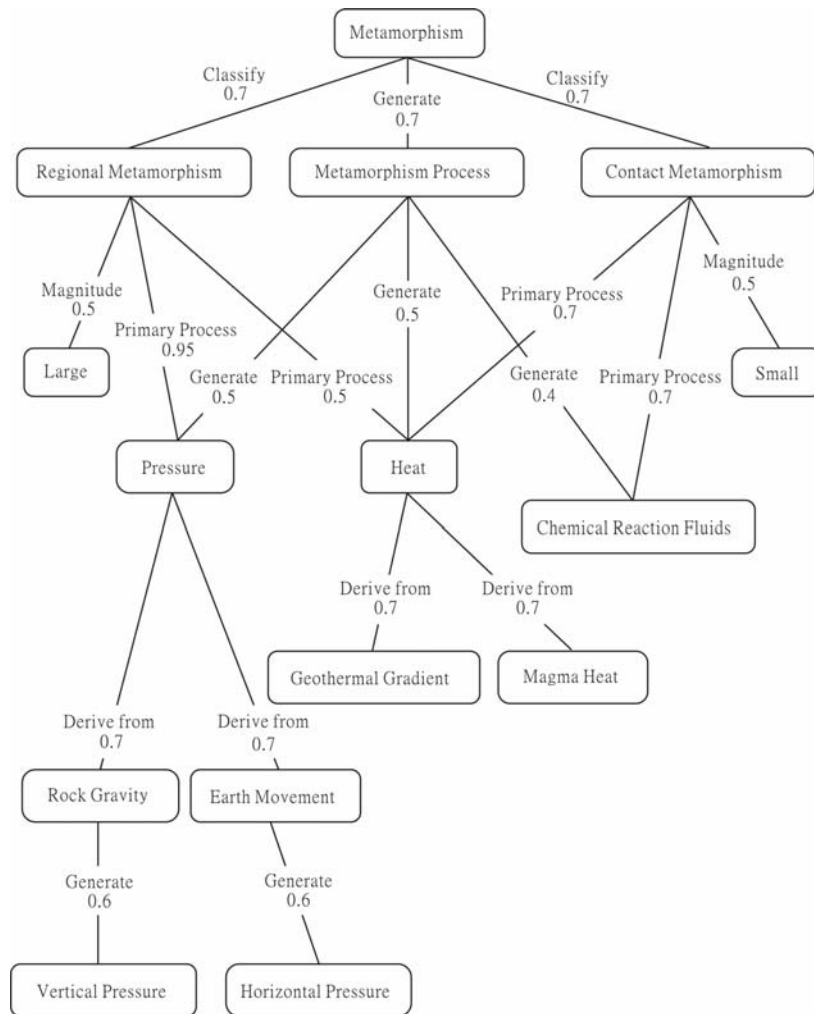 Metamorphism
Classify
0.7
Generate
0.7
Classify
0.7
Regional Metamorphism
Metamorphism Process
Contact Metamorphism
Magnitude
0.5
Primary Process
0.95
Generate
0.5
Primary Process
0.7
Magnitude
0.5
Large
Generate
0.5
Primary Process
0.5
Generate
0.4
Primary Process
0.7
Small
Pressure
Heat
Chemical Reaction Fluids
Derive from
0.7
Derive from
0.7
Geothermal Gradient
Magma Heat
Derive from
0.7
Derive from
0.7
Rock Gravity
Earth Movement
Generate
0.6
Generate
0.6
Vertical Pressure
Horizontal Pressure